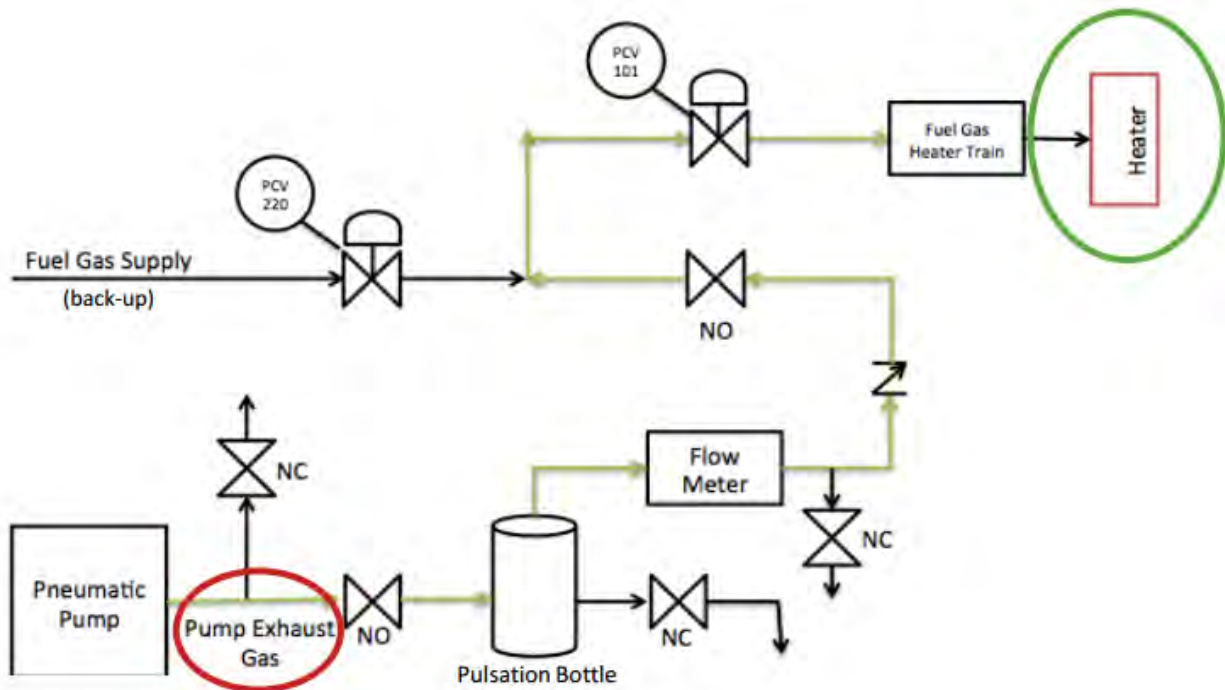 PCV
101
Fuel Gas
Heater Train
Heater
PCV
220
Fuel Gas Supply
(back-up)
NO
NC
Flow
Meter
NC
Pneumatic
Pump
Pump Exhaust
Gas
NO
NC
Pulsation Bottle